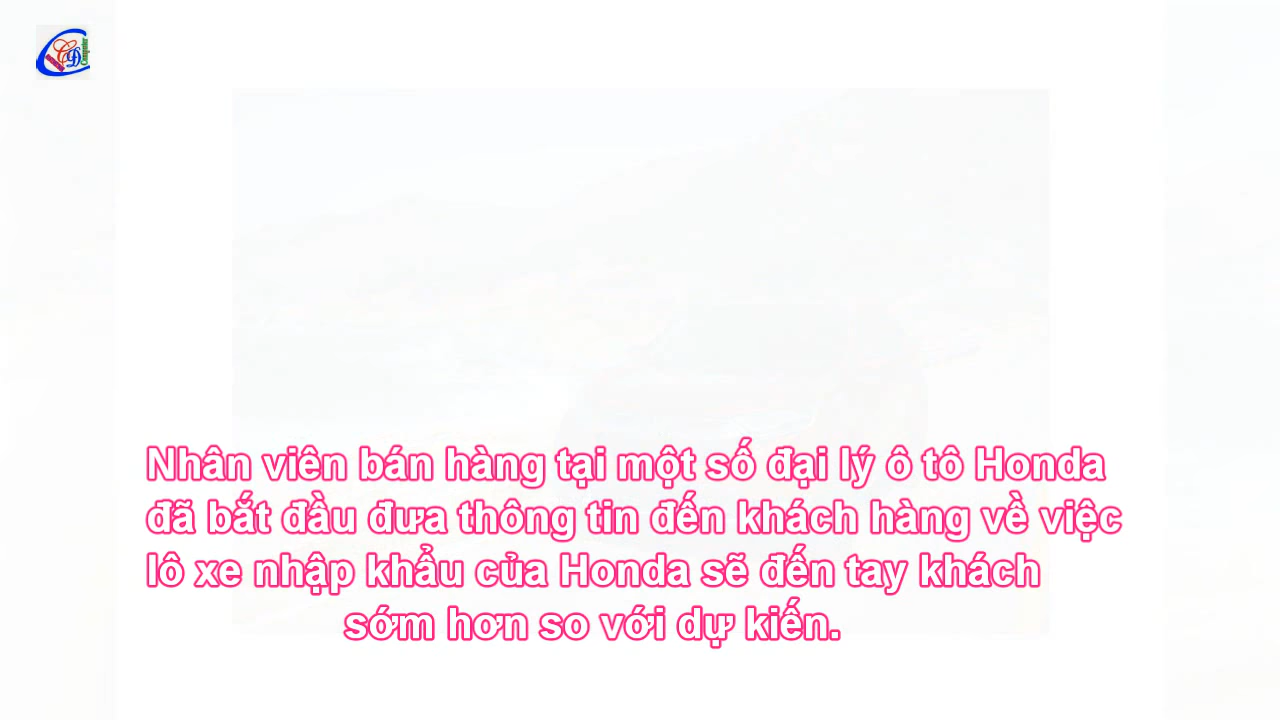 Computer
Nhân viên bán hàng tại một số đại lý ô tô Honda
đã bắt đầu đưa thông tin đến khách hàng về việc
lô xe nhập khẩu của Honda sẽ đến tay khách
sớm hơn so với dự kiến.